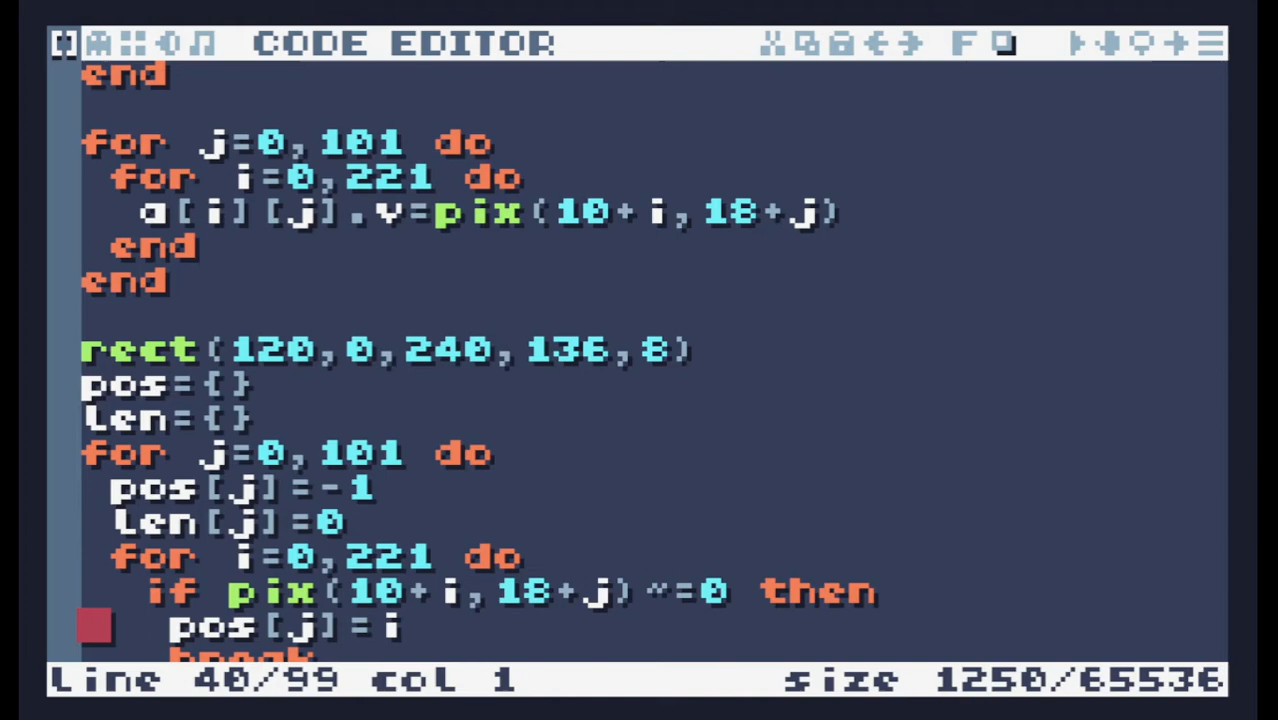 CODE EDITOR F
end
for j=0,101 do
for i=0,221 do
a[i][j].v=pix(10+i,18+j)
end
end
rect(120,0,240,136,8)
pos={}
len={}
for j=0,101 do
pos[j]=-1
len[j]=0
for i=0,221 do
if pix(10+i,18+j)~=0 then
pos[j]=i
break
line 40/99 col 1 size 1250/65536